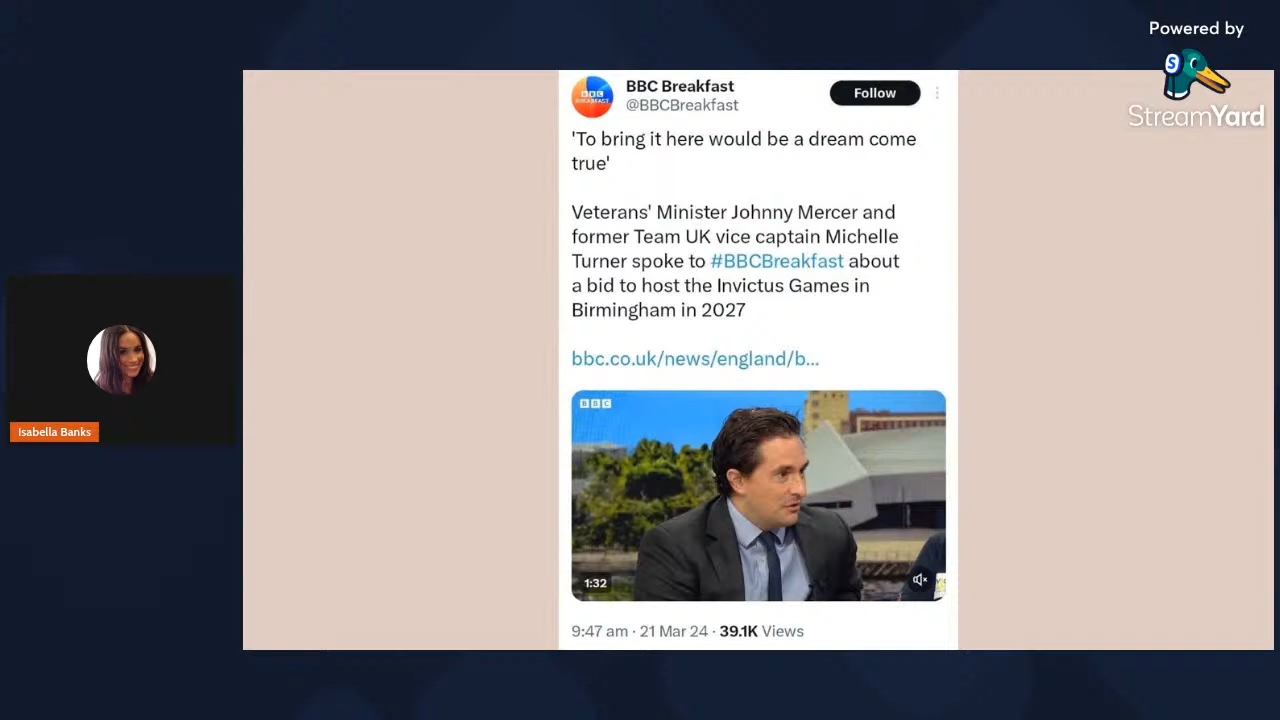 Powered by
StreamYard
BBC Breakfast
@BBCBreakfast
Follow
'To bring it here would be a dream come
true'
Veterans' Minister Johnny Mercer and
former Team UK vice captain Michelle
Turner spoke to #BBCBreakfast about
a bid to host the Invictus Games in
Birmingham in 2027
bbc.co.uk/news/england/b...
BBC
1:32
9:47 am · 21 Mar 24 · 39.1K Views
Isabella Banks